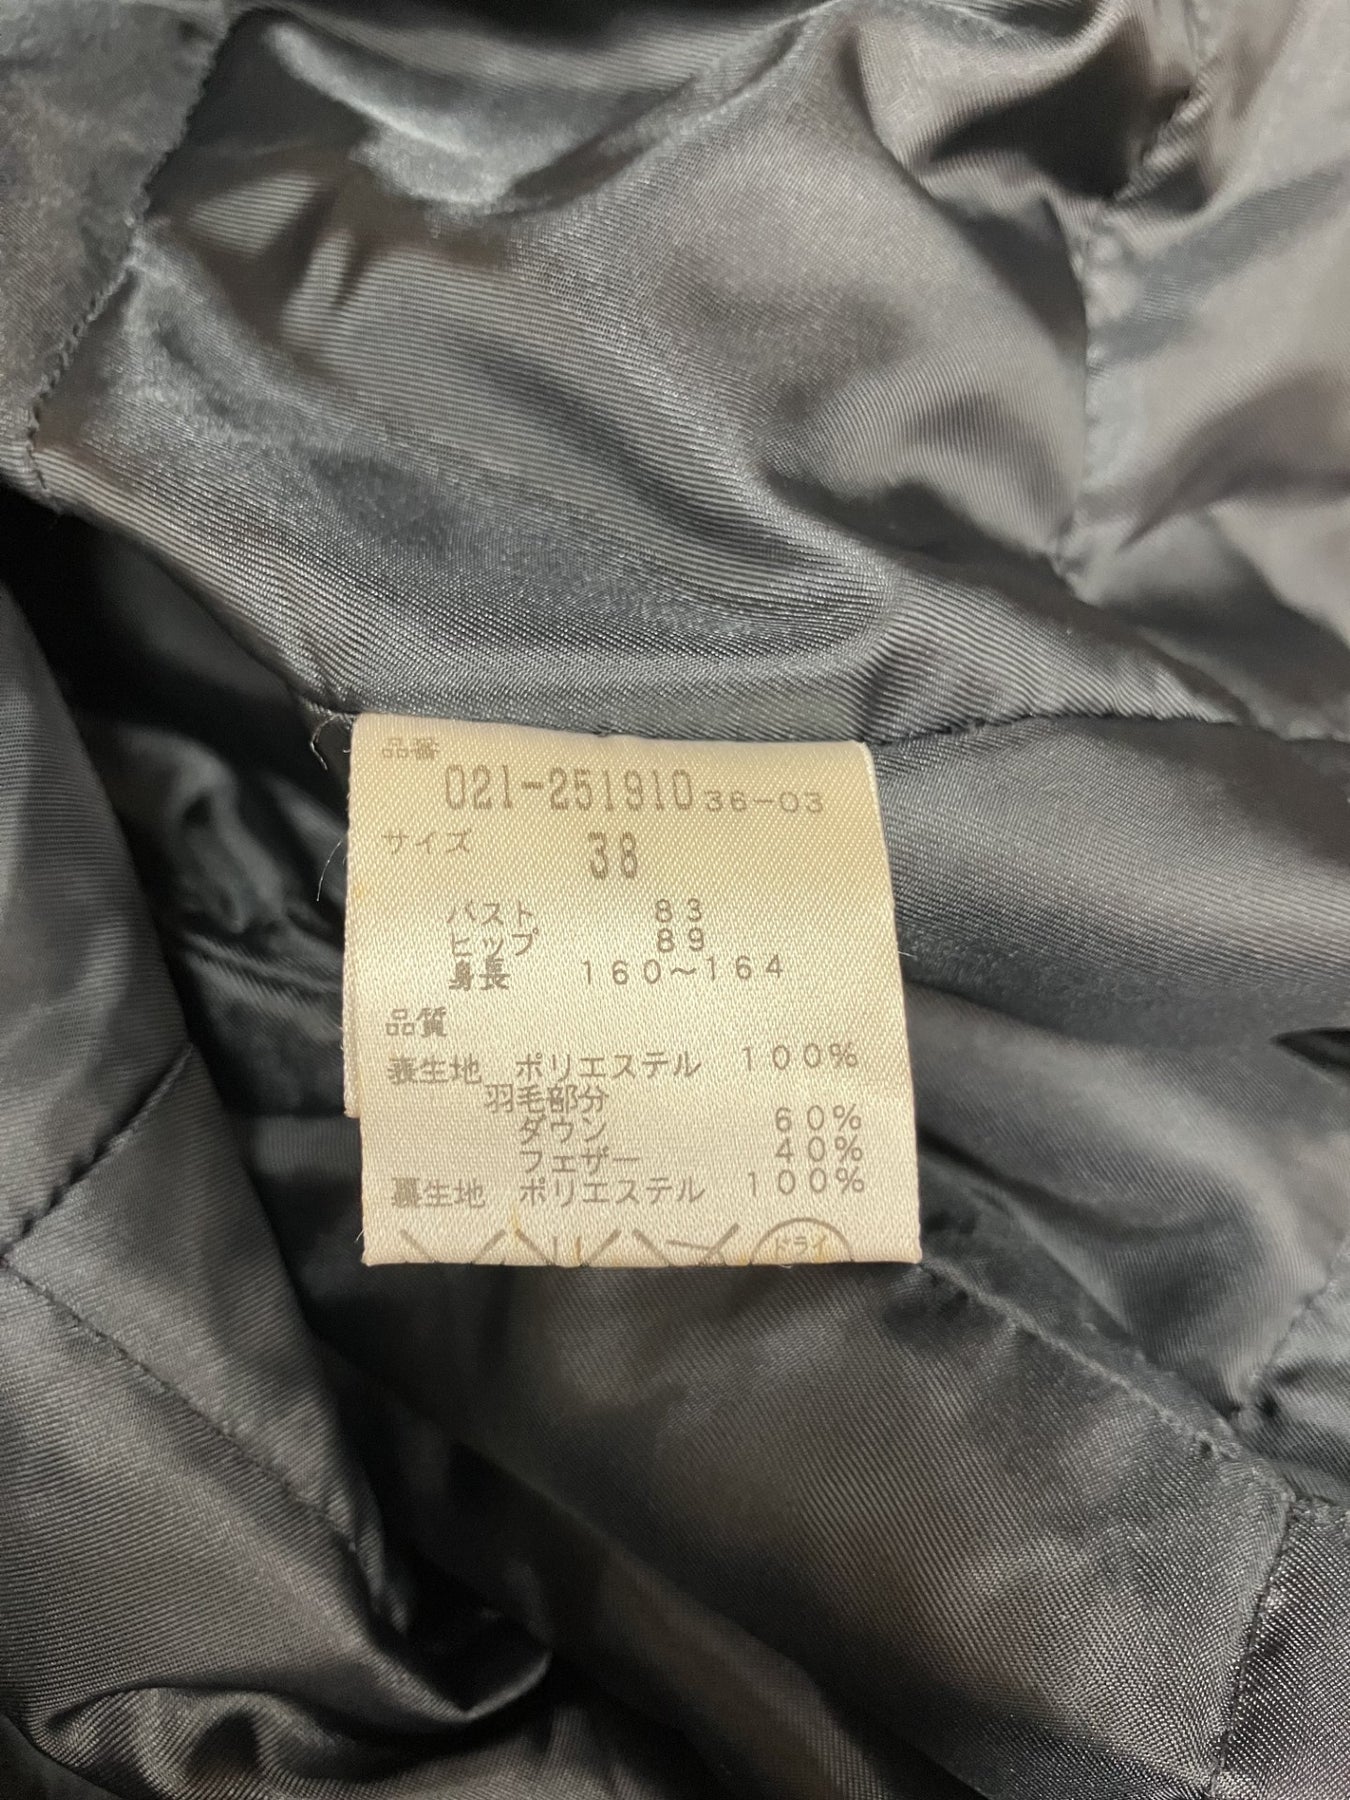 品番
021-251910 36-03
サイズ 38
バスト 83
ヒップ 89
身長 160～164
品質
表生地 ポリエステル 100%
羽毛部分
ダウン 60%
フェザー 40%
裏生地 ポリエステル 100%
ドライ